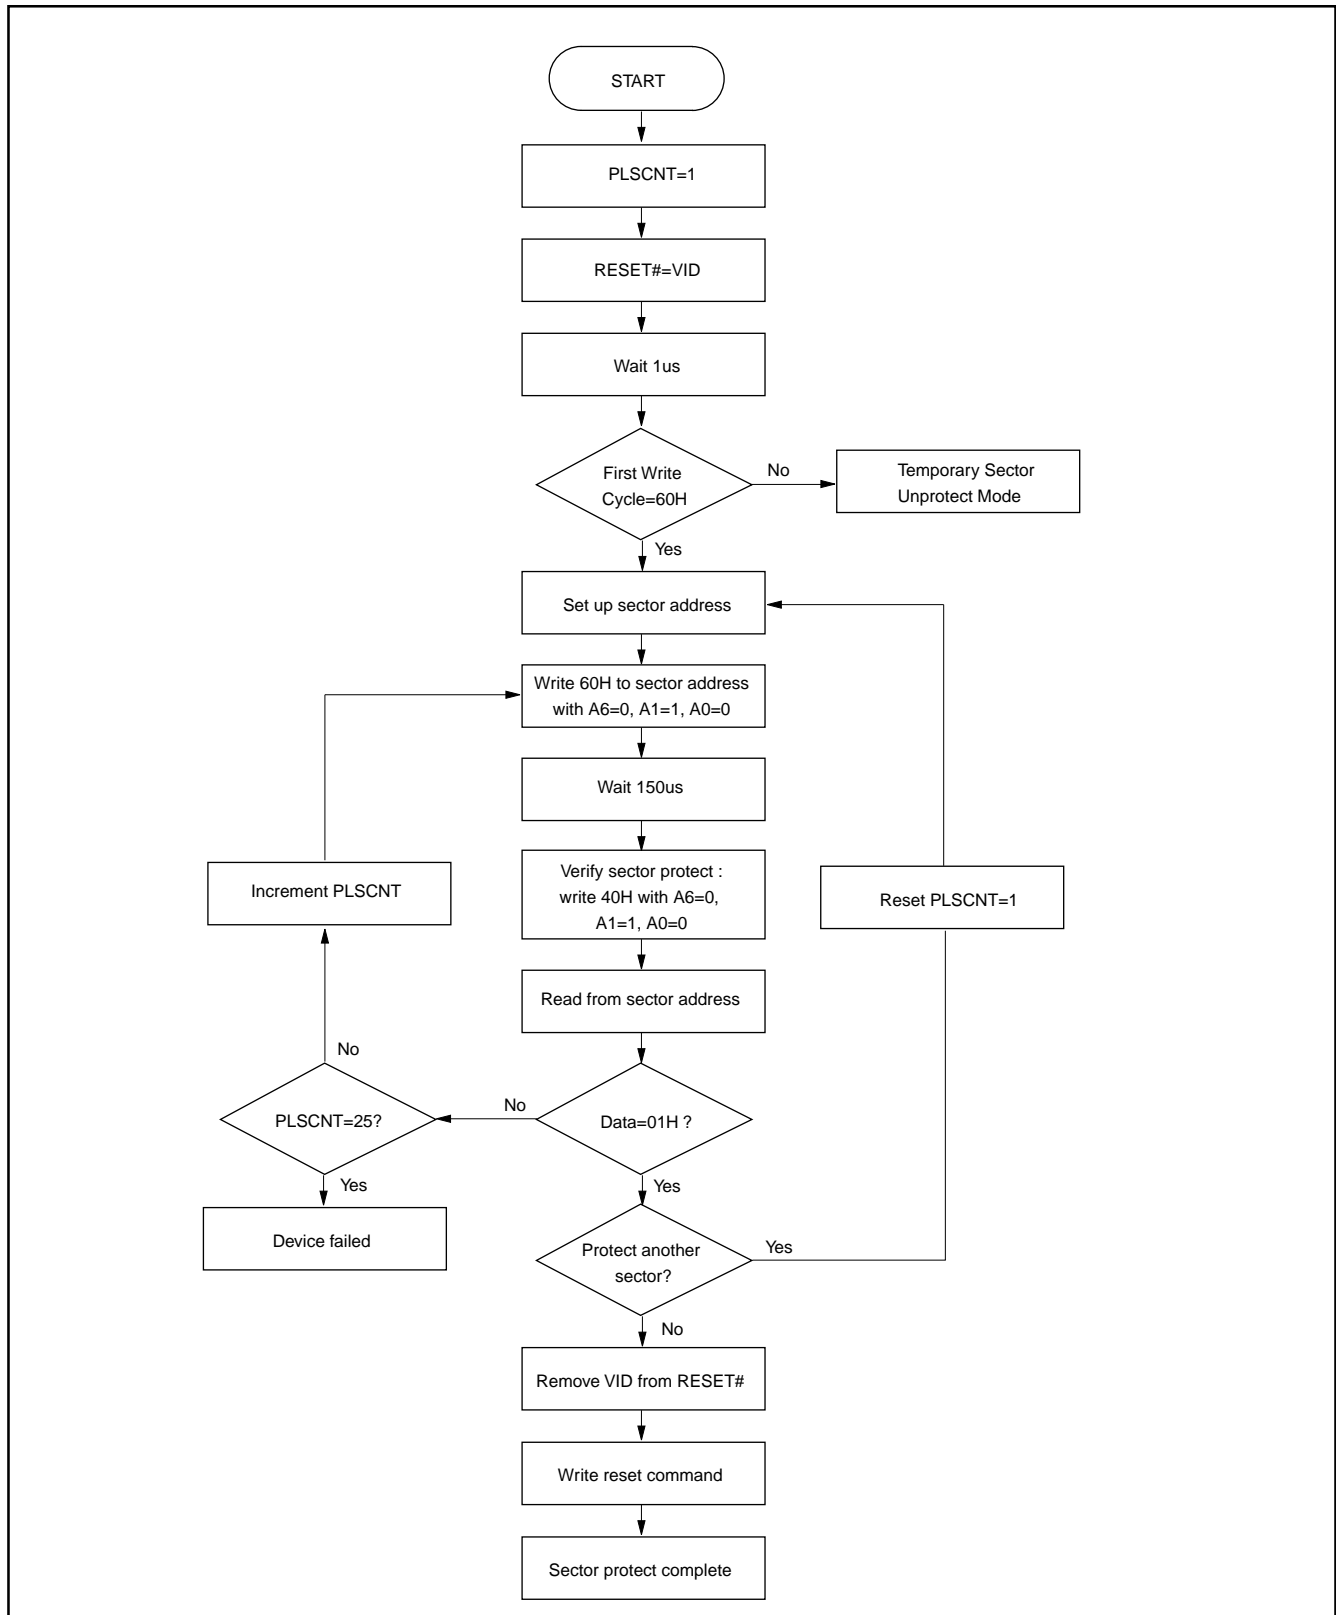 START
PLSCNT=1
RESET#=VID
Wait 1us
First Write
Cycle=60H
No
Temporary Sector
Unprotect Mode
Yes
Set up sector address
Write 60H to sector address
with A6=0, A1=1, A0=0
Wait 150us
Verify sector protect :
write 40H with A6=0,
A1=1, A0=0
Increment PLSCNT
Reset PLSCNT=1
Read from sector address
No
No
PLSCNT=25?
Data=01H ?
Yes
Yes
Device failed
Protect another
sector?
Yes
No
Remove VID from RESET#
Write reset command
Sector protect complete